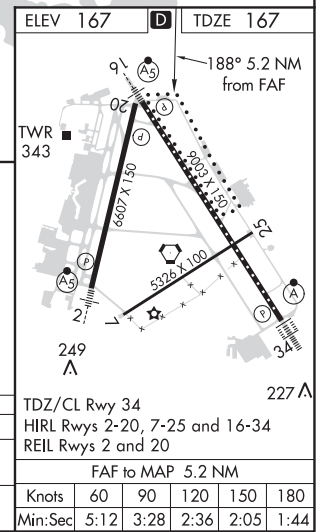 ELEV 167 D TDZE 167
188° 5.2 NM
from FAF
16
A5
20
P
P
TWR
343
9003 X 150
6607 X 150
25
5326 X 100
P
A5
A
P
2
7
34
249
227
TDZ/CL Rwy 34
HIRL Rwys 2-20, 7-25 and 16-34
REIL Rwys 2 and 20
FAF to MAP 5.2 NM
Knots 60 90 120 150 180
Min:Sec 5:12 3:28 2:36 2:05 1:44